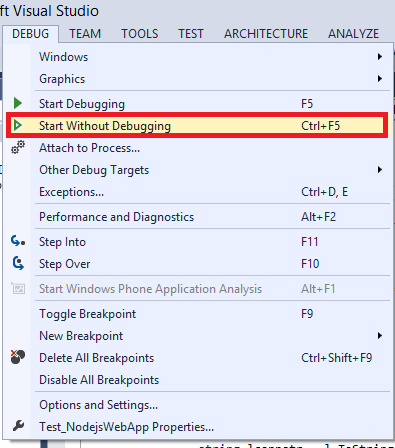 ft Visual Studio
DEBUG TEAM TOOLS TEST ARCHITECTURE ANALYZE
Windows
Graphics
Start Debugging F5
Start Without Debugging Ctrl+F5
Attach to Process...
Other Debug Targets
Exceptions... Ctrl+D, E
Performance and Diagnostics Alt+F2
Step Into F11
Step Over F10
Start Windows Phone Application Analysis Alt+F1
Toggle Breakpoint F9
New Breakpoint
Delete All Breakpoints Ctrl+Shift+F9
Disable All Breakpoints
Options and Settings...
Test_NodejsWebApp Properties...